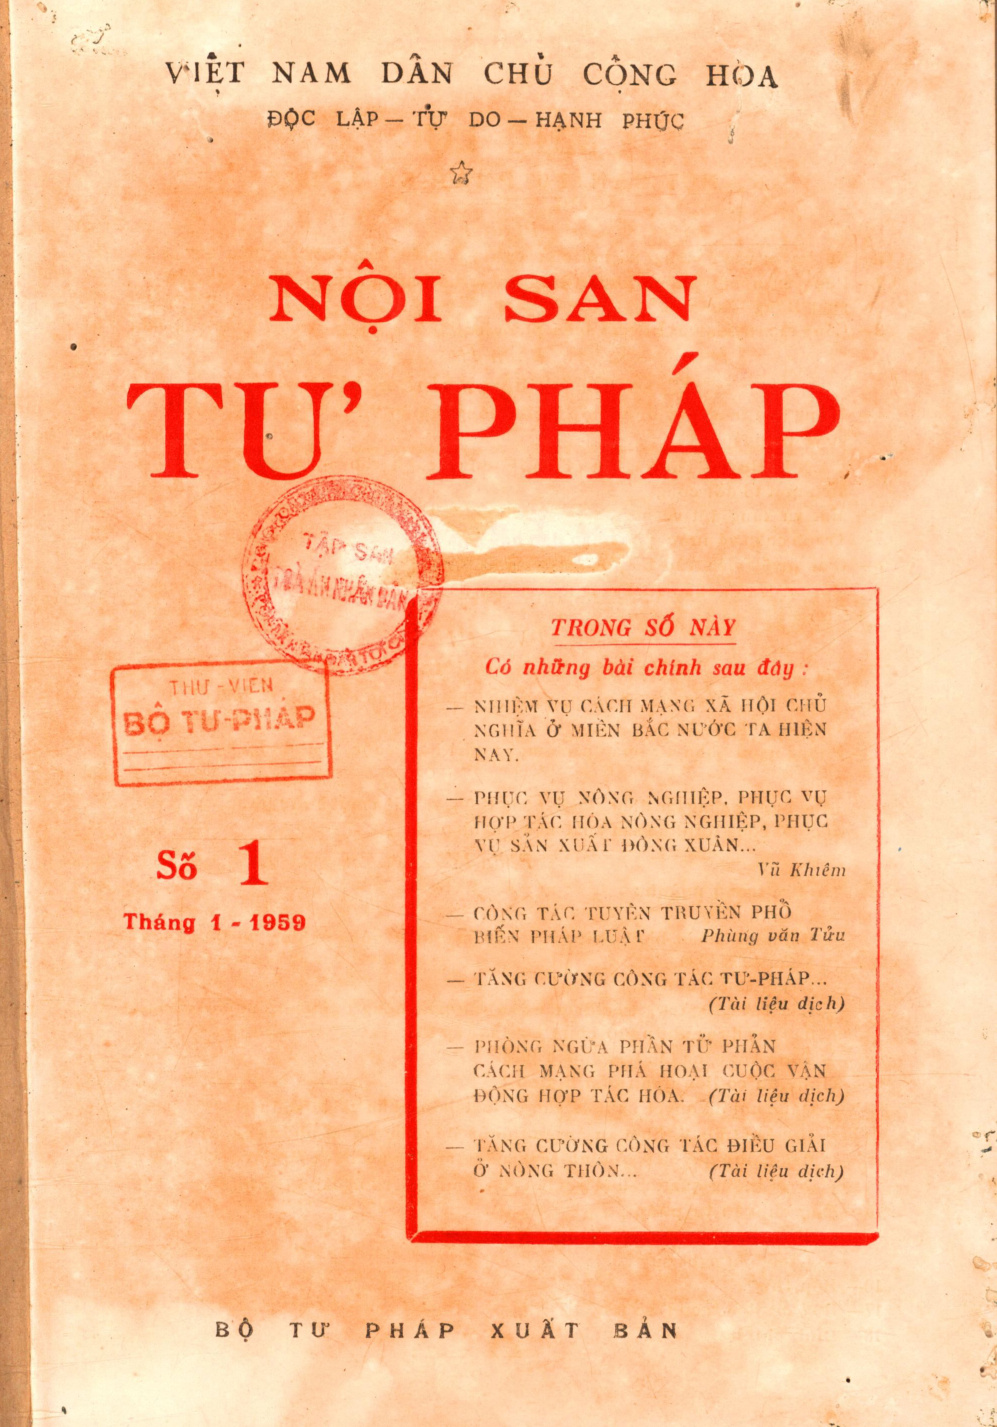 VIỆT NAM DÂN CHỦ CỘNG HÒA
ĐỘC LẬP — TỰ DO — HẠNH PHÚC
NỘI SAN
TƯ PHÁP
TẬP SAN
TOÀ ÁN NHÂN DÂN
THƯ-VIỆN
BỘ TƯ-PHÁP
Số 1
Tháng 1 - 1959
TRONG SỐ NÀY
Có những bài chính sau đây :
— NHIỆM VỤ CÁCH MẠNG XÃ HỘI CHỦ
NGHĨA Ở MIỀN BẮC NƯỚC TA HIỆN
NAY.
— PHỤC VỤ NÔNG NGHIỆP, PHỤC VỤ
HỢP TÁC HÓA NÔNG NGHIỆP, PHỤC
VỤ SẢN XUẤT ĐÔNG XUÂN...
Vũ Khiêm
— CÔNG TÁC TUYÊN TRUYỀN PHỔ
BIẾN PHÁP LUẬT Phùng văn Tửu
— TĂNG CƯỜNG CÔNG TÁC TƯ-PHÁP...
(Tài liệu dịch)
— PHÒNG NGỪA PHẦN TỬ PHẢN
CÁCH MẠNG PHÁ HOẠI CUỘC VẬN
ĐỘNG HỢP TÁC HÓA. (Tài liệu dịch)
— TĂNG CƯỜNG CÔNG TÁC ĐIỀU GIẢI
Ở NÔNG THÔN... (Tài liệu dịch)
BỘ TƯ PHÁP XUẤT BẢN